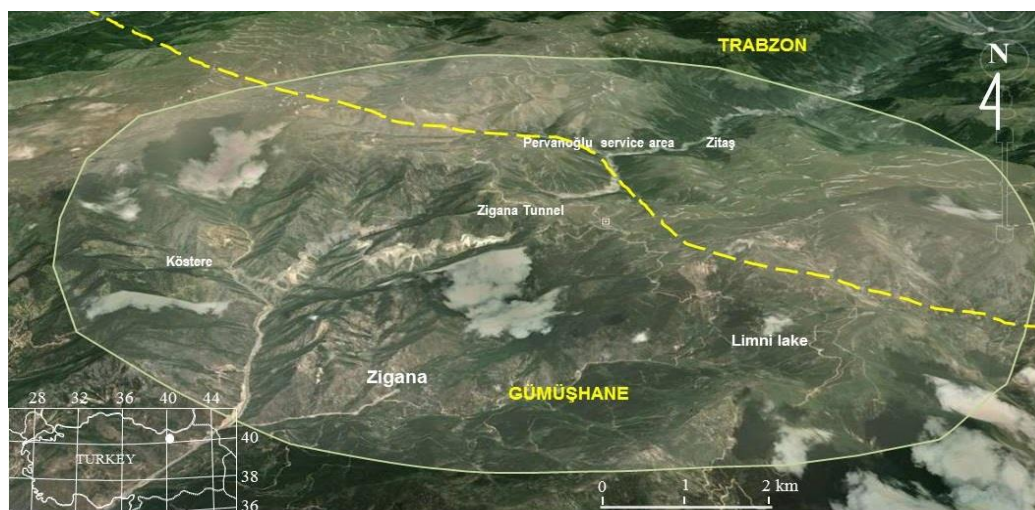 TRABZON
N
Pervanoğlu service area
Zitaş
Zigana Tunnel
Köstere
Limni lake
Zigana
GÜMÜŞHANE
28 32 36 40 44
40
TURKEY
38
36
0 1 2 km